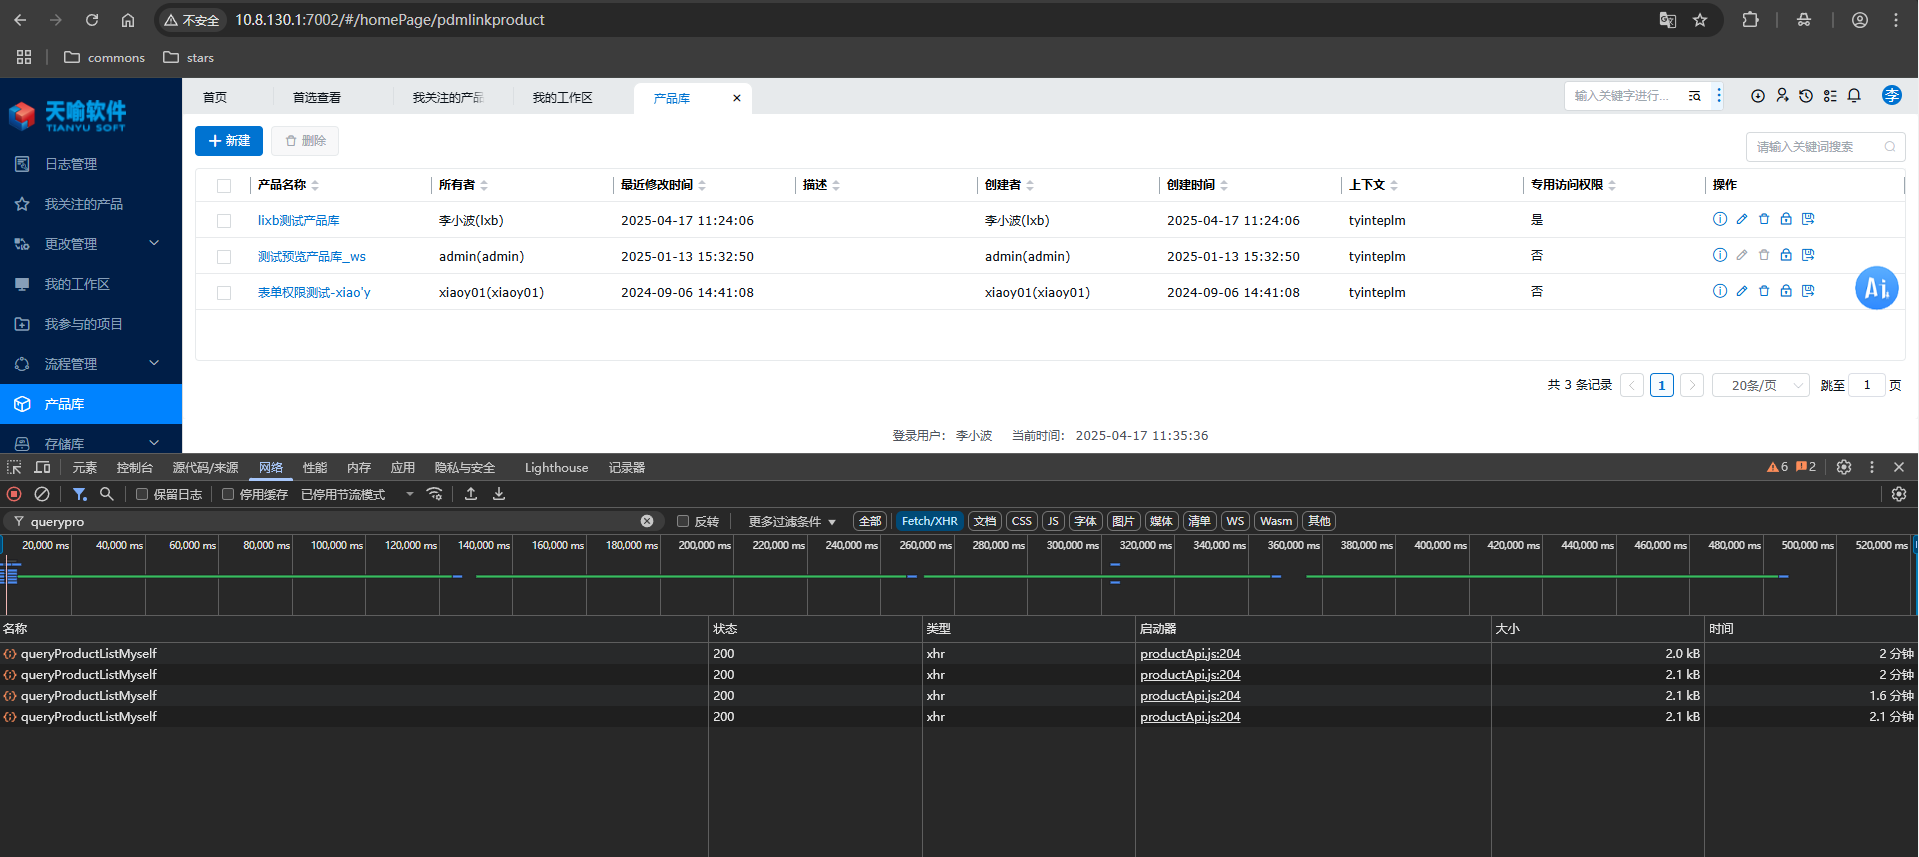 不安全 10.8.130.1:7002/#/homePage/pdmlinkproduct
commons stars
天喻软件
TIANYU SOFT
首页 首选查看 我关注的产品 我的工作区 产品库 输入关键字进行... 李
日志管理
我关注的产品
更改管理
我的工作区
我参与的项目
流程管理
产品库
存储库
新建 删除 请输入关键词搜索
产品名称 所有者 最近修改时间 描述 创建者 创建时间 上下文 专用访问权限 操作
lixb测试产品库 李小波(lxb) 2025-04-17 11:24:06 李小波(lxb) 2025-04-17 11:24:06 tyinteplm 是
测试预览产品库_ws admin(admin) 2025-01-13 15:32:50 admin(admin) 2025-01-13 15:32:50 tyinteplm 否
表单权限测试-xiao'y xiaoy01(xiaoy01) 2024-09-06 14:41:08 xiaoy01(xiaoy01) 2024-09-06 14:41:08 tyinteplm 否
Ai
共 3 条记录 1 20条/页 跳至 1 页
登录用户: 李小波 当前时间: 2025-04-17 11:35:36
元素 控制台 源代码/来源 网络 性能 内存 应用 隐私与安全 Lighthouse 记录器 6 2
保留日志 停用缓存 已停用节流模式
querypro 反转 更多过滤条件 全部 Fetch/XHR 文档 CSS JS 字体 图片 媒体 清单 WS Wasm 其他
20,000 ms 40,000 ms 60,000 ms 80,000 ms 100,000 ms 120,000 ms 140,000 ms 160,000 ms 180,000 ms 200,000 ms 220,000 ms 240,000 ms 260,000 ms 280,000 ms 300,000 ms 320,000 ms 340,000 ms 360,000 ms 380,000 ms 400,000 ms 420,000 ms 440,000 ms 460,000 ms 480,000 ms 500,000 ms 520,000 ms
名称 状态 类型 启动器 大小 时间
queryProductListMyself 200 xhr productApi.js:204 2.0 kB 2 分钟
queryProductListMyself 200 xhr productApi.js:204 2.1 kB 2 分钟
queryProductListMyself 200 xhr productApi.js:204 2.1 kB 1.6 分钟
queryProductListMyself 200 xhr productApi.js:204 2.1 kB 2.1 分钟